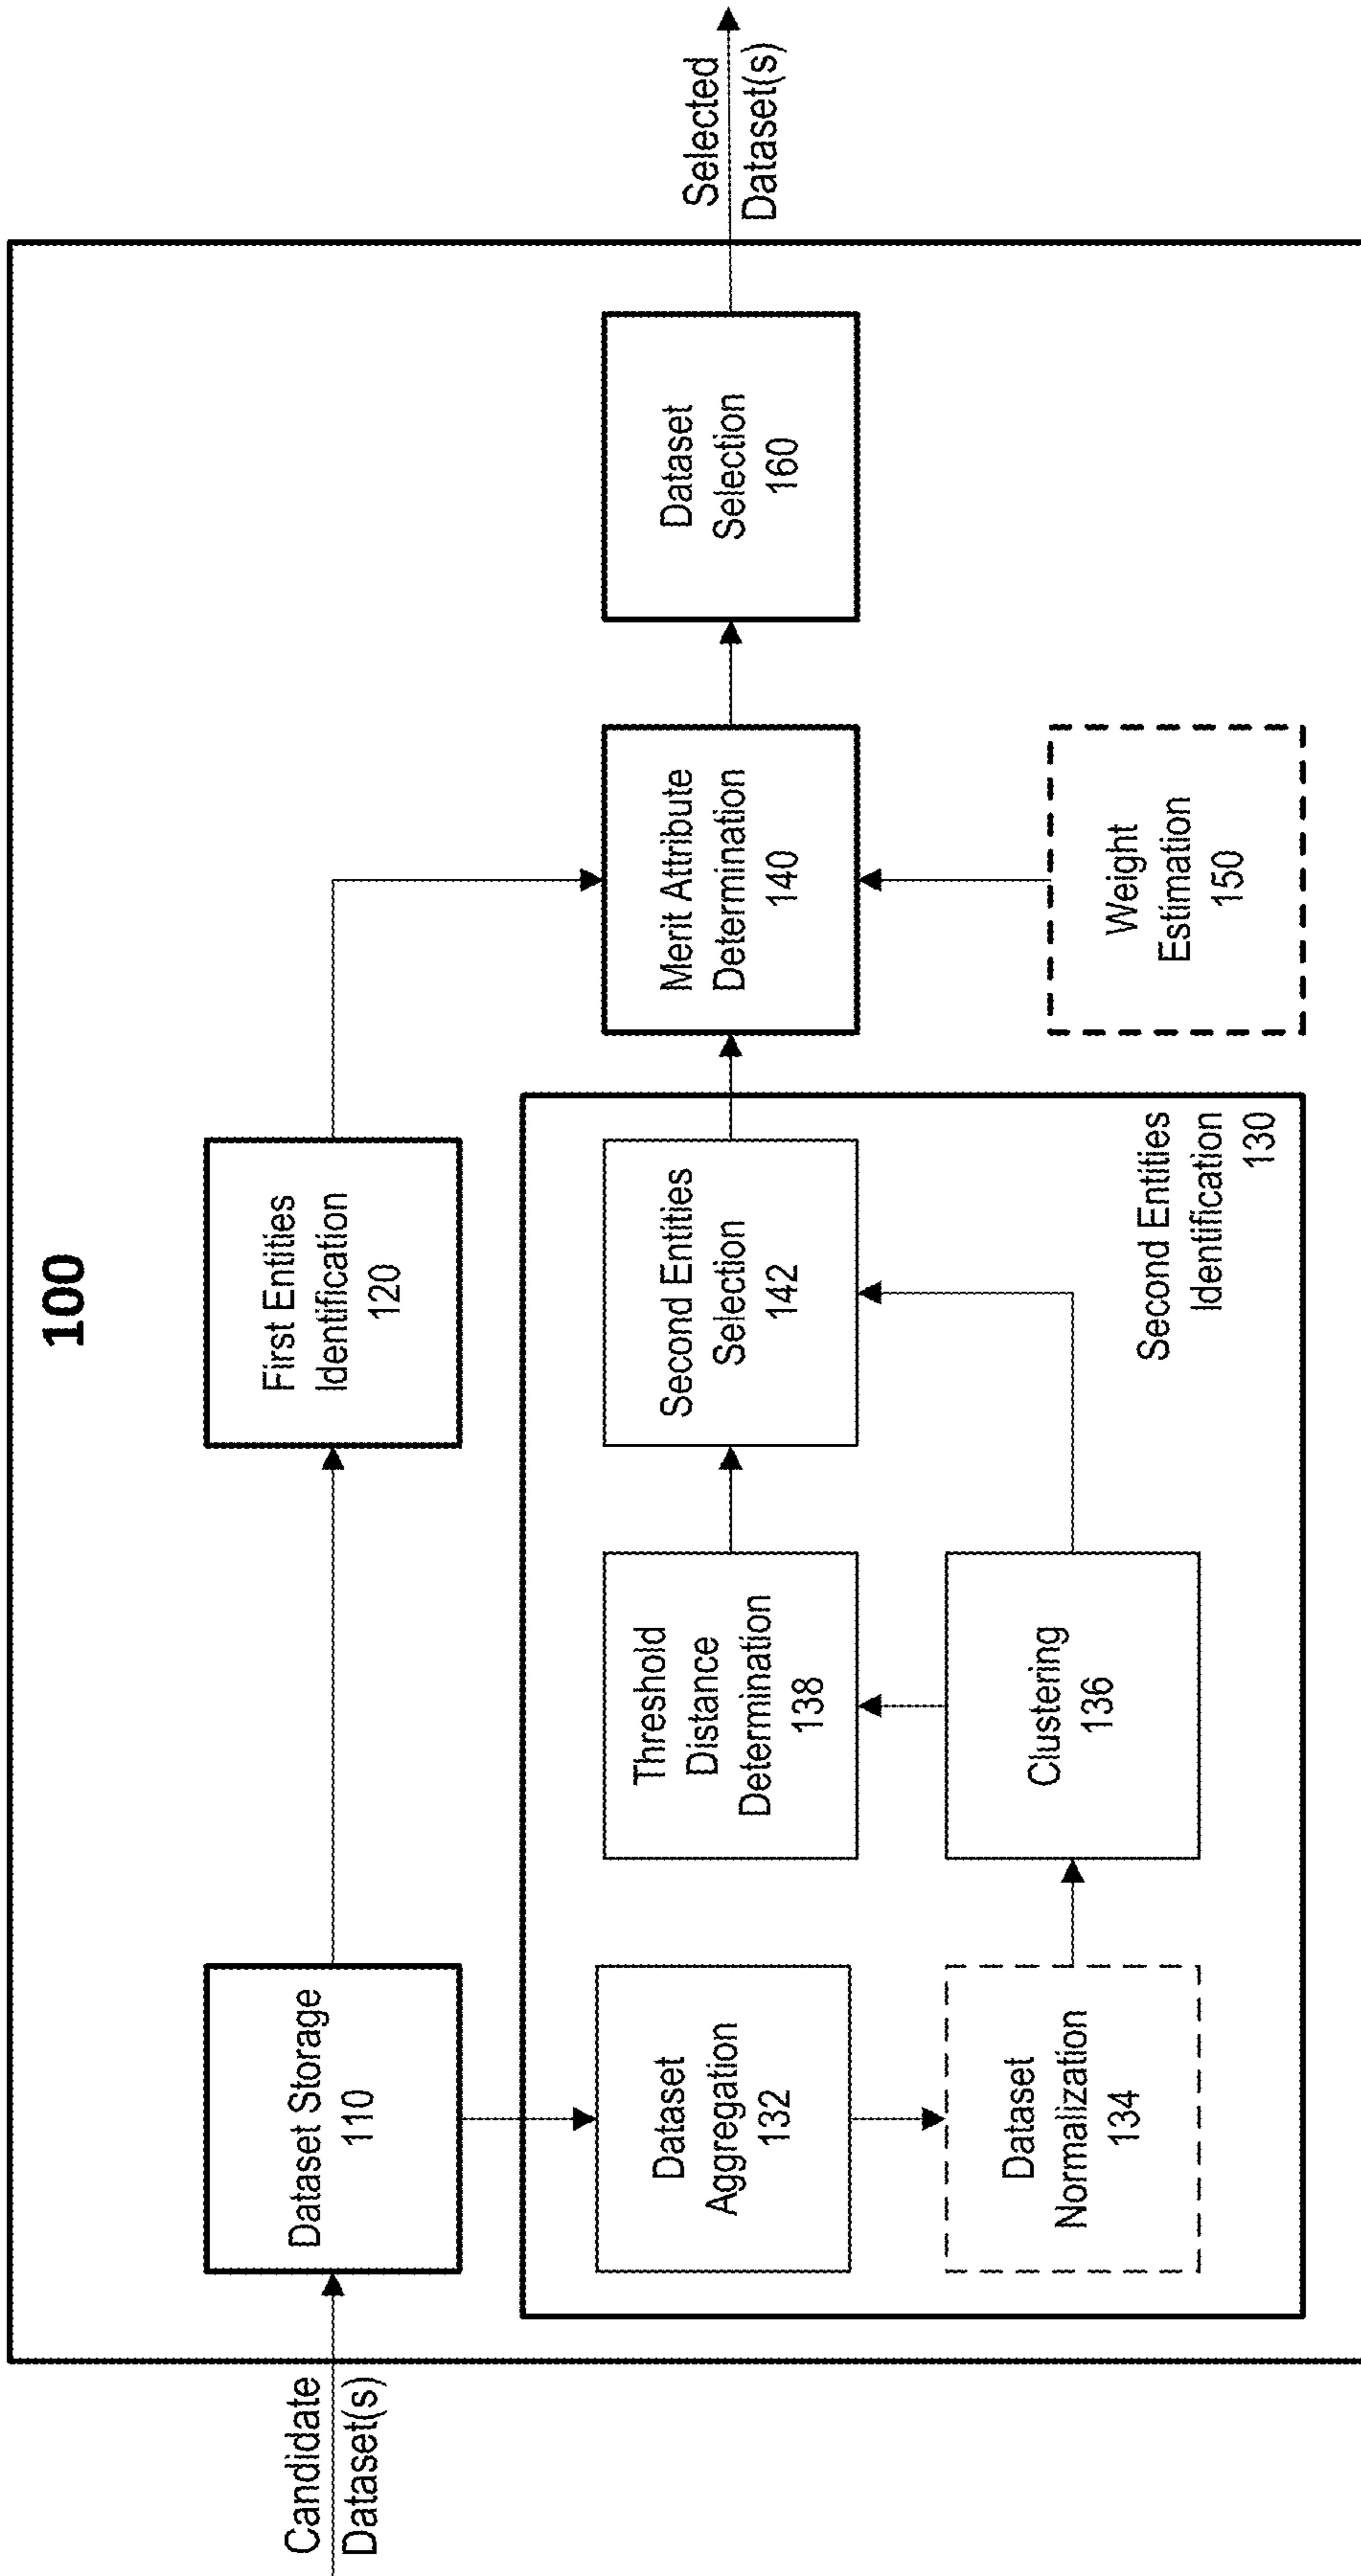 100
Candidate
Dataset(s)
Dataset Storage
110
First Entities
Identification
120
Dataset
Aggregation
132
Dataset
Normalization
134
Threshold
Distance
Determination
138
Clustering
136
Second Entities
Selection
142
Second Entities
Identification
130
Merit Attribute
Determination
140
Weight
Estimation
150
Dataset
Selection
160
Selected
Dataset(s)